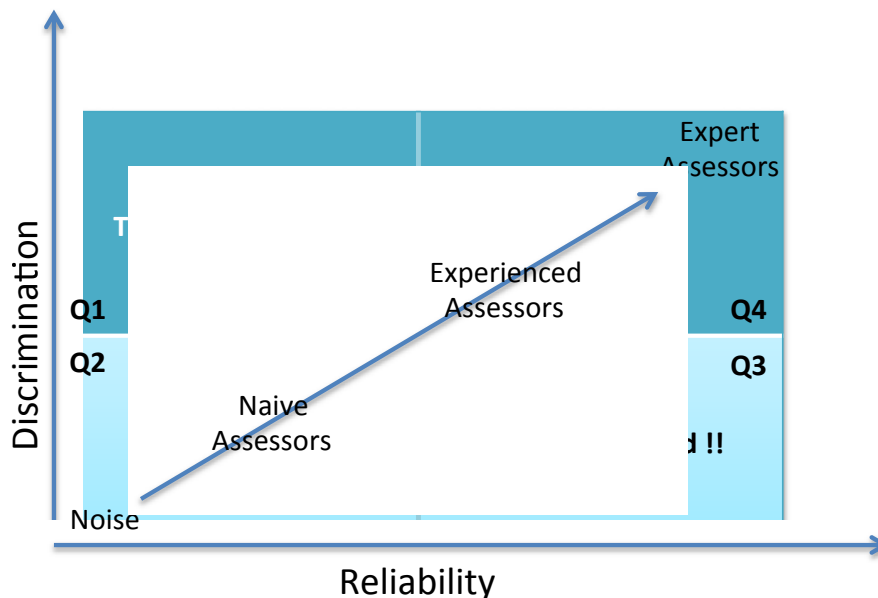 Expert
Assessors
Discrimination
Experienced
Assessors
Q1
Q4
Q2
Q3
Naive
Assessors
!!
Noise
Reliability